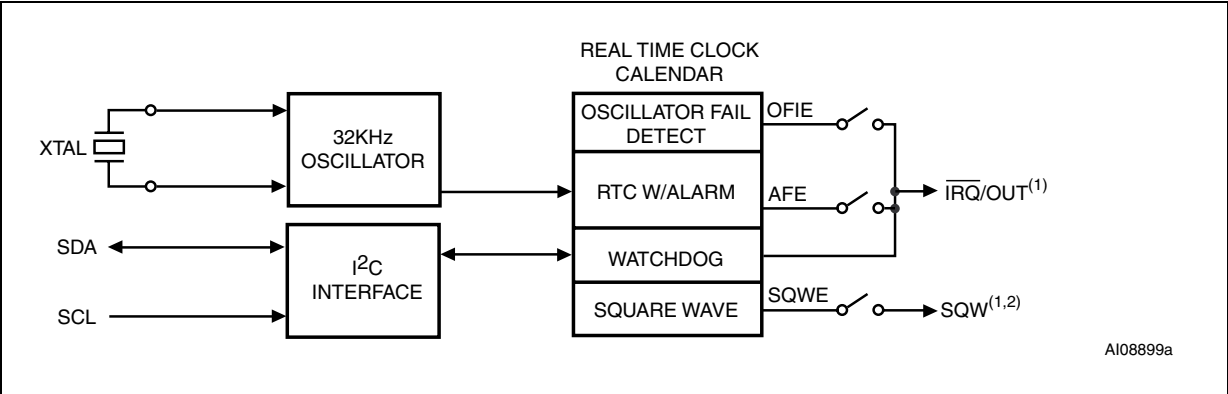 REAL TIME CLOCK
CALENDAR
XTAL
32KHz
OSCILLATOR
OSCILLATOR FAIL
DETECT
OFIE
RTC W/ALARM
AFE
IRQ/OUT(1)
SDA
SCL
I2C
INTERFACE
WATCHDOG
SQUARE WAVE
SQWE
SQW(1,2)
AI08899a